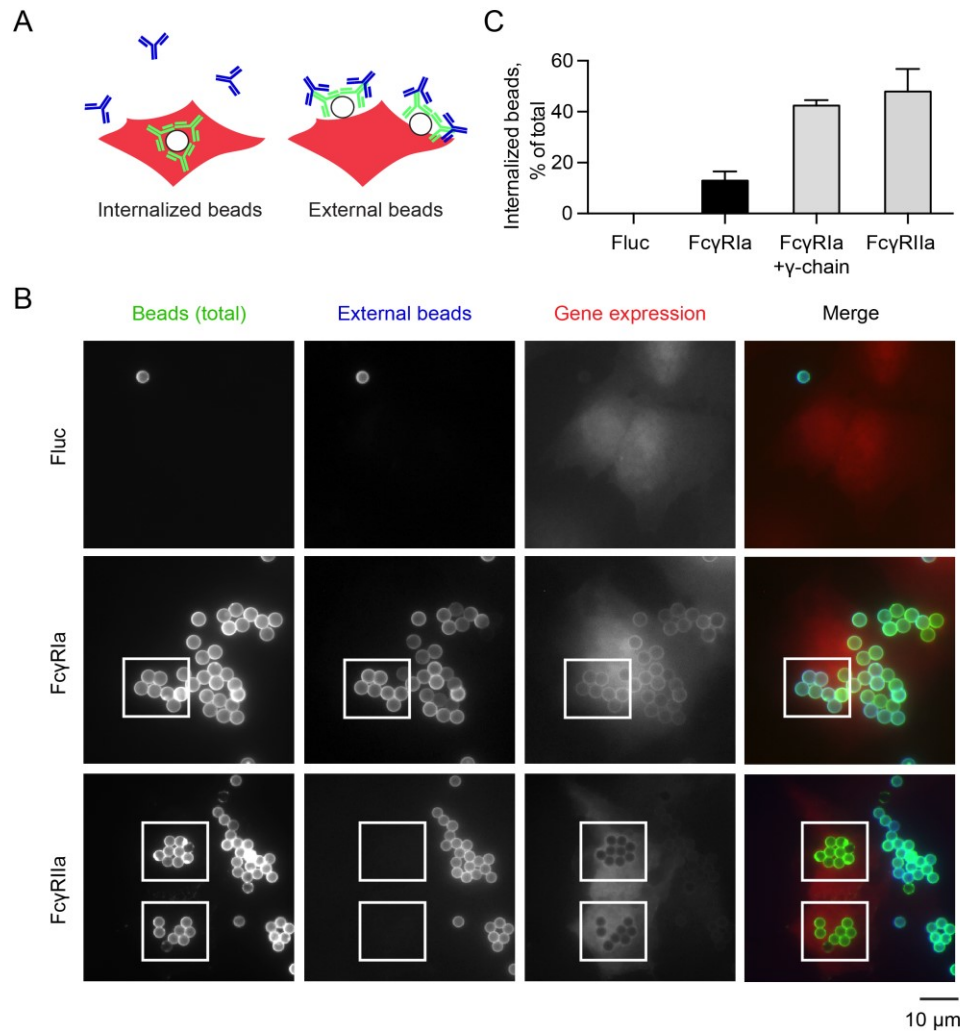 A
Internalized beads
External beads
C
Internalized beads,
% of total
60
40
20
0
Fluc
FcγRIa
FcγRIa
+γ-chain
FcγRIIa
B
Beads (total)
External beads
Gene expression
Merge
Fluc
FcγRIa
FcγRIIa
10 µm